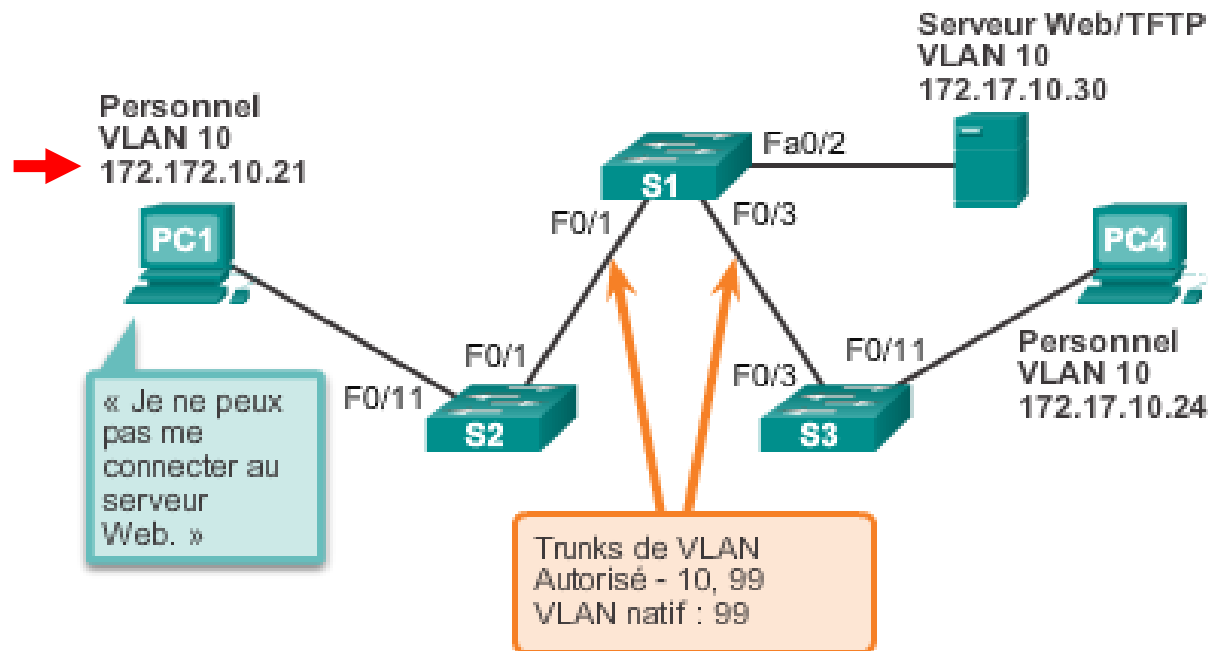 Serveur Web/TFTP
VLAN 10
172.17.10.30
Personnel
VLAN 10
172.172.10.21
PC1
S1
Fa0/2
F0/1
F0/3
PC4
Personnel
VLAN 10
172.17.10.24
F0/1
F0/11
S2
F0/3
F0/11
S3
« Je ne peux
pas me
connecter au
serveur
Web. »
Trunks de VLAN
Autorisé - 10, 99
VLAN natif : 99